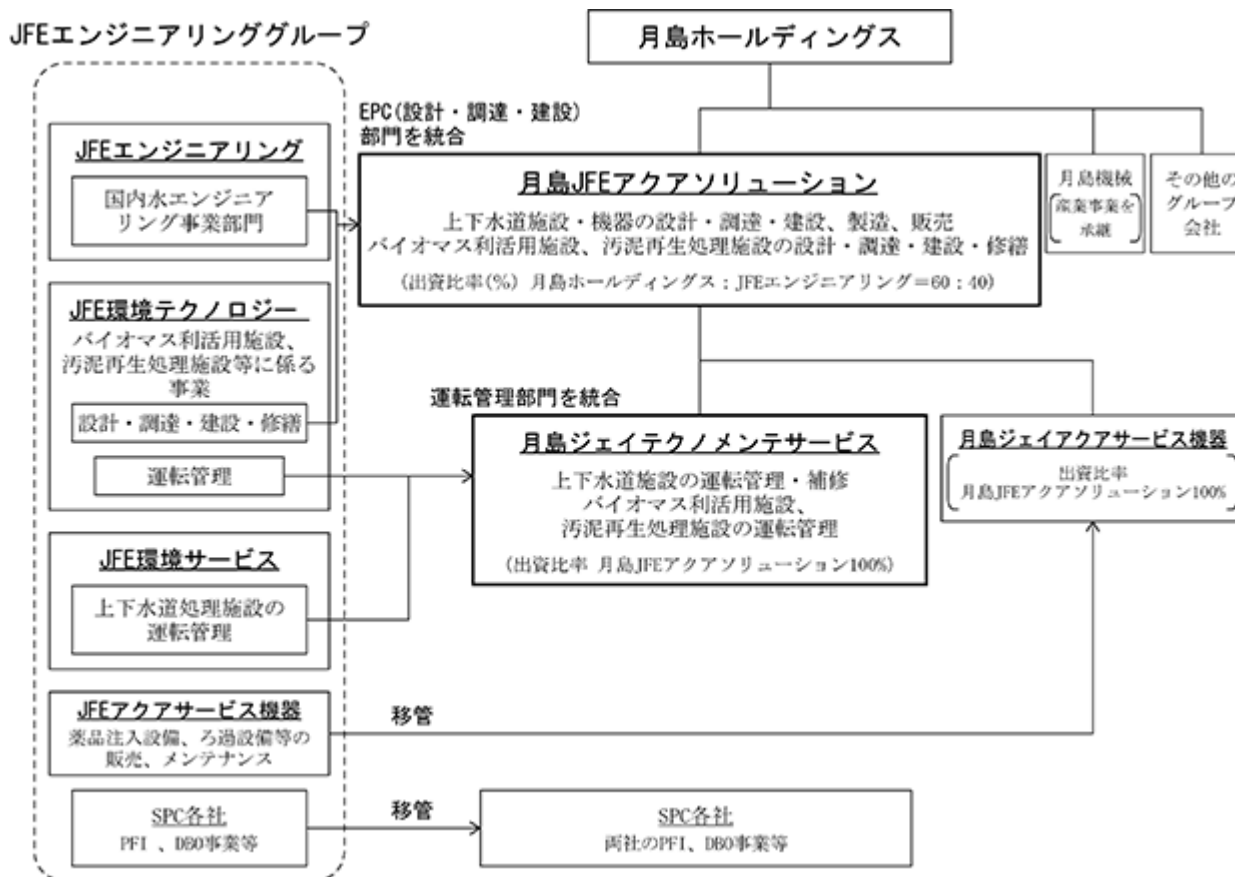 JFEエンジニアリンググループ
JFEエンジニアリング
国内水エンジニア
リング事業部門
JFE環境テクノロジー
バイオマス利活用施設、
汚泥再生処理施設等に係る
事業
設計・調達・建設・修繕
運転管理
JFE環境サービス
上下水道処理施設の
運転管理
JFEアクアサービス機器
薬品注入設備、ろ過設備等の
販売、メンテナンス
SPC各社
PFI 、DBO事業等
月島ホールディングス
EPC(設計・調達・建設)
部門を統合
月島JFEアクアソリューション
上下水道施設・機器の設計・調達・建設、製造、販売
バイオマス利活用施設、汚泥再生処理施設の設計・調達・建設・修繕
(出資比率(%) 月島ホールディングス：JFEエンジニアリング＝60：40)
月島機械
産業事業を
承継
その他の
グループ
会社
運転管理部門を統合
月島ジェイテクノメンテサービス
上下水道施設の運転管理・補修
バイオマス利活用施設、
汚泥再生処理施設の運転管理
(出資比率 月島JFEアクアソリューション100%)
月島ジェイアクアサービス機器
出資比率
月島JFEアクアソリューション100%
移管
移管
SPC各社
両社のPFI、DBO事業等